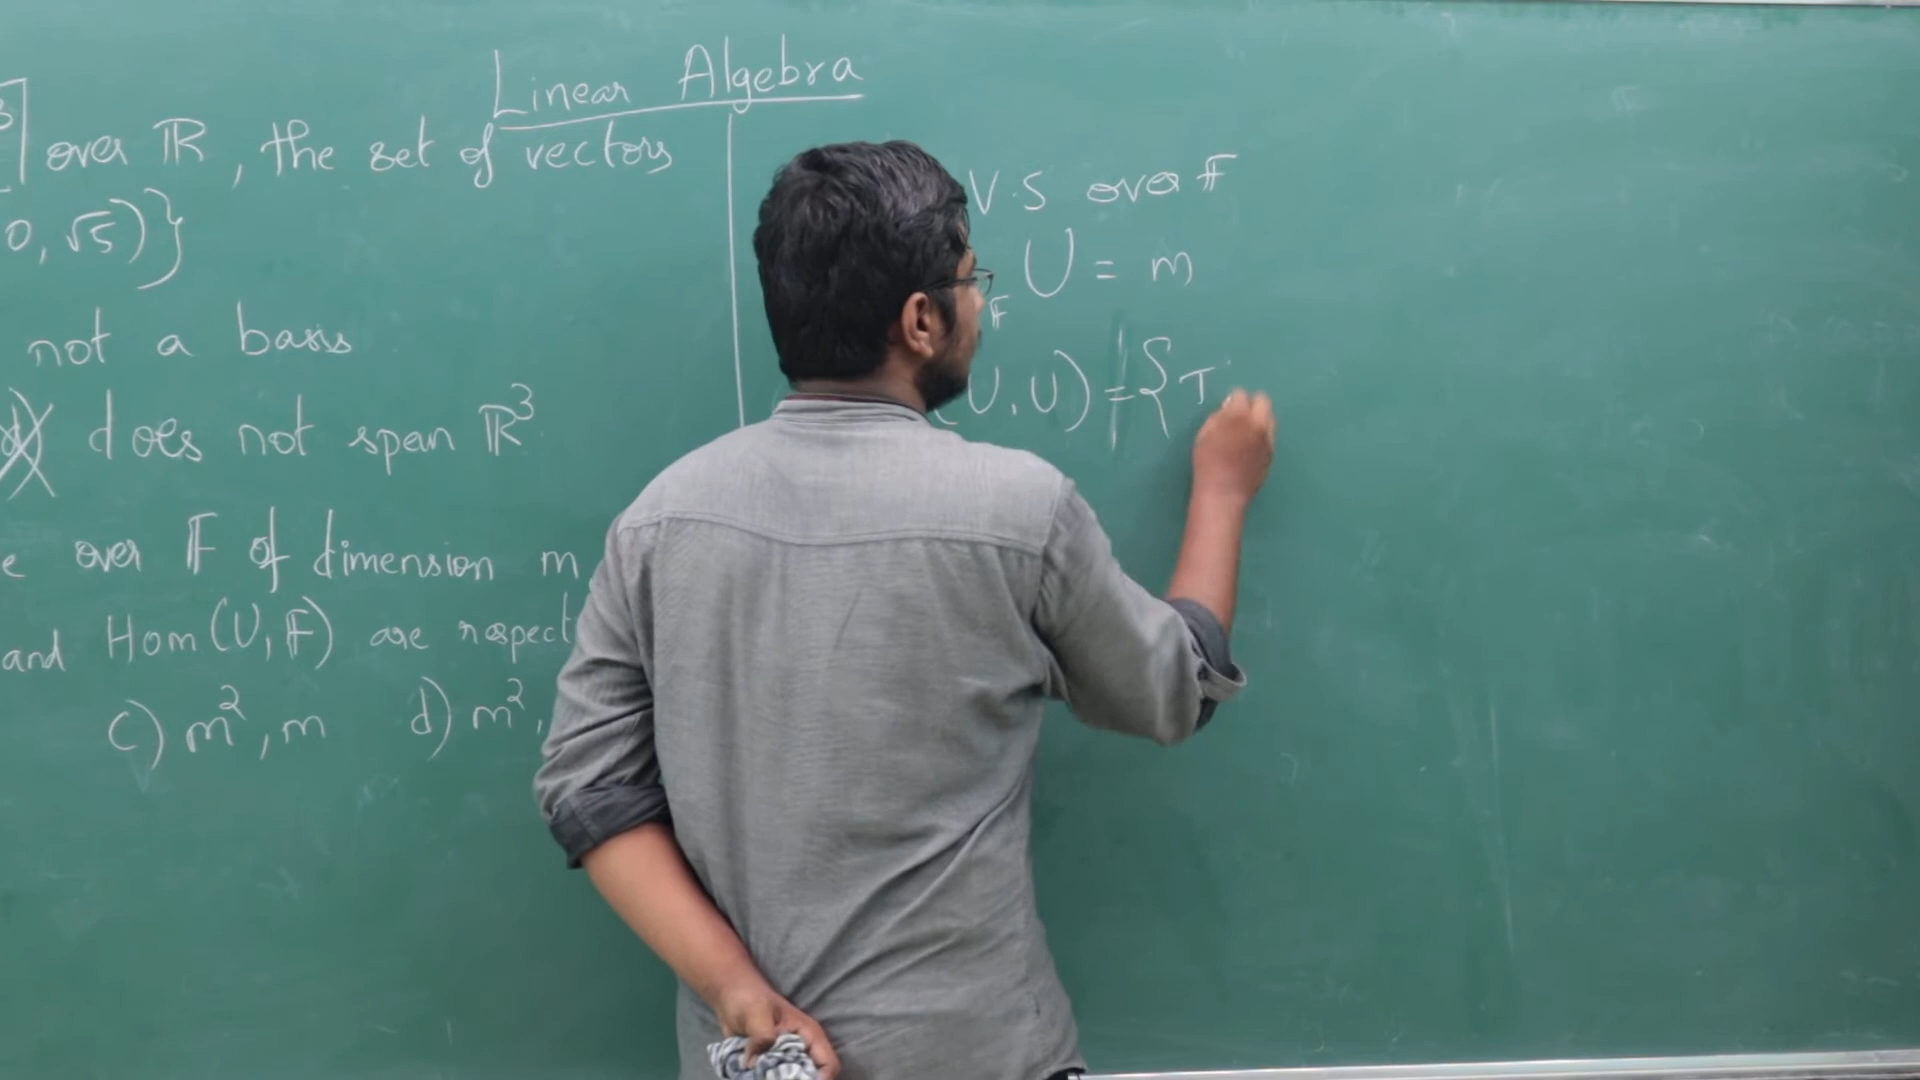 Linear Algebra
3] over ℝ, the set of vectors
0, √5)}
not a basis
d) does not span ℝ³
e over 𝔽 of dimension m
and Hom(U, 𝔽) are respect
c) m², m d) m²,
V.S over 𝔽
𝔽 U = m
(U, U) = {T